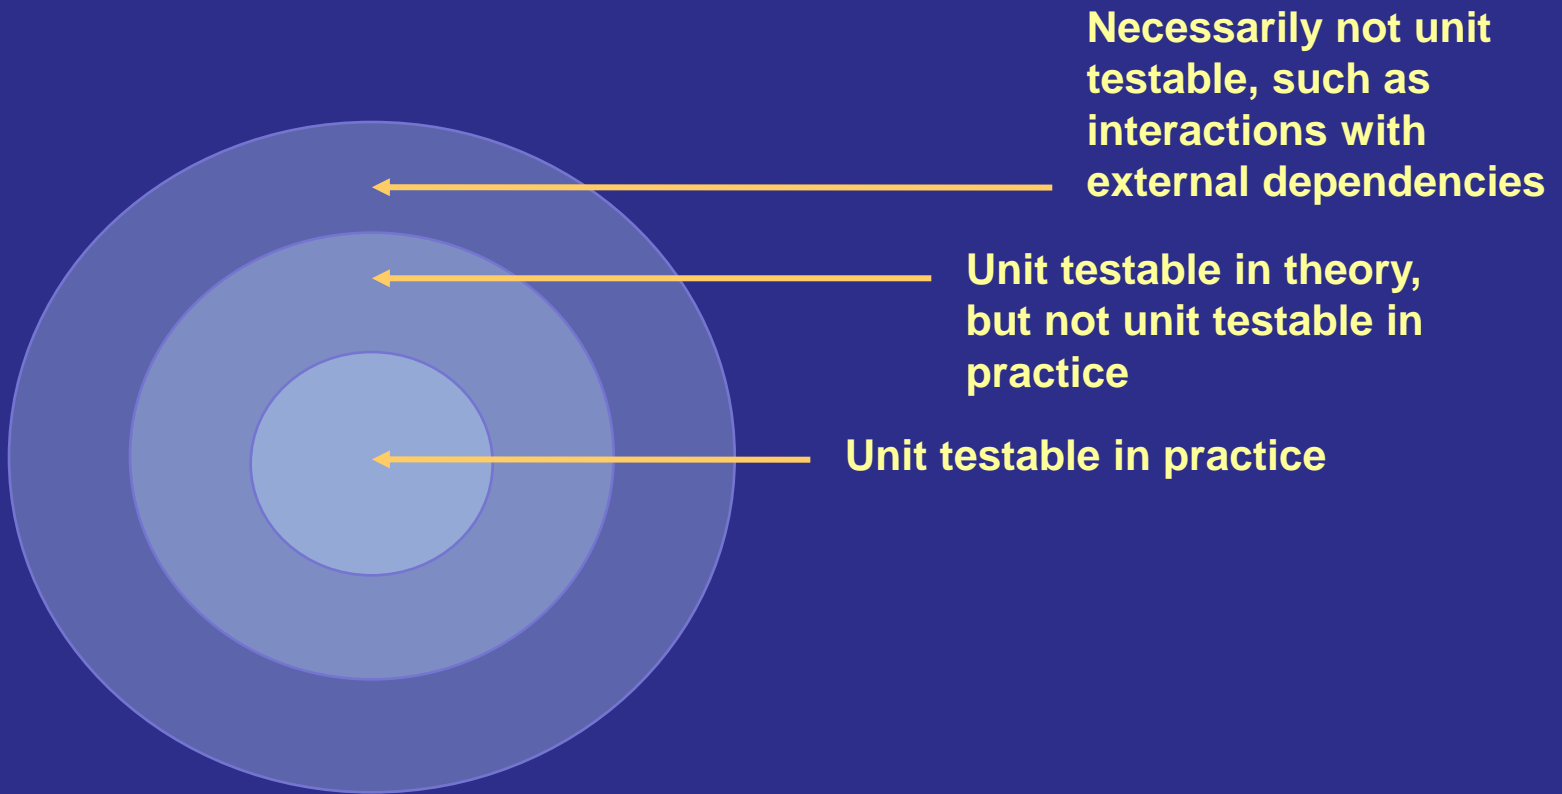 Necessarily not unit
testable, such as
interactions with
external dependencies
Unit testable in theory,
but not unit testable in
practice
Unit testable in practice